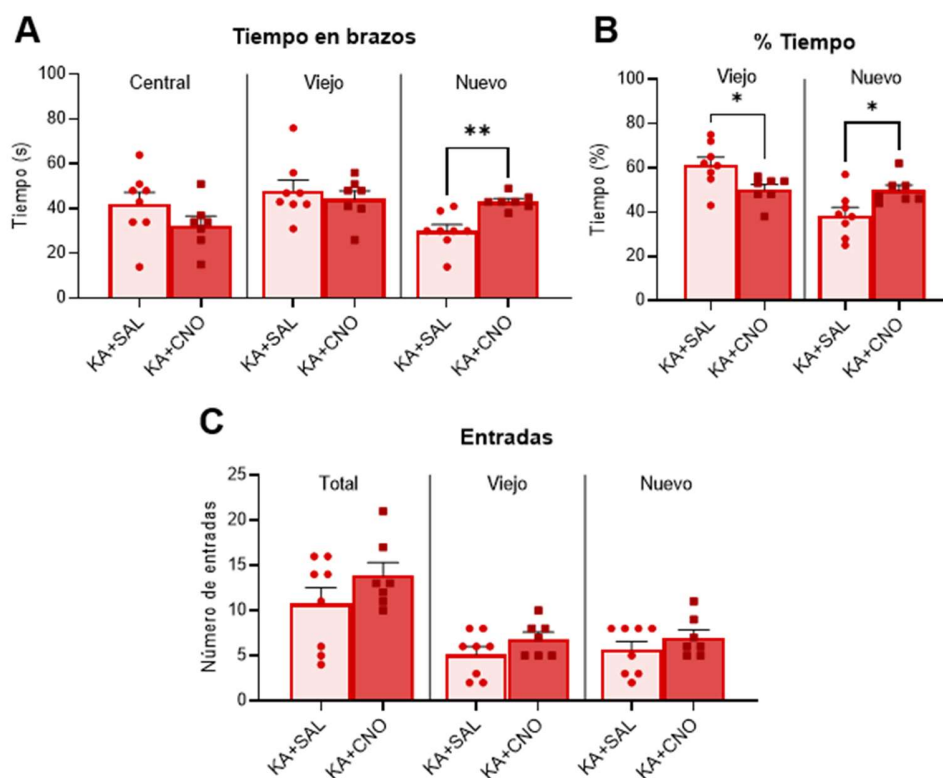 A
Tiempo en brazos
Central
Viejo
Nuevo
Tiempo (s)
100
80
60
40
20
0
**
KA+SAL
KA+CNO
KA+SAL
KA+CNO
KA+SAL
KA+CNO
B
% Tiempo
Viejo
Nuevo
Tiempo (%)
100
80
60
40
20
0
*
*
KA+SAL
KA+CNO
KA+SAL
KA+CNO
C
Entradas
Total
Viejo
Nuevo
Número de entradas
25
20
15
10
5
0
KA+SAL
KA+CNO
KA+SAL
KA+CNO
KA+SAL
KA+CNO